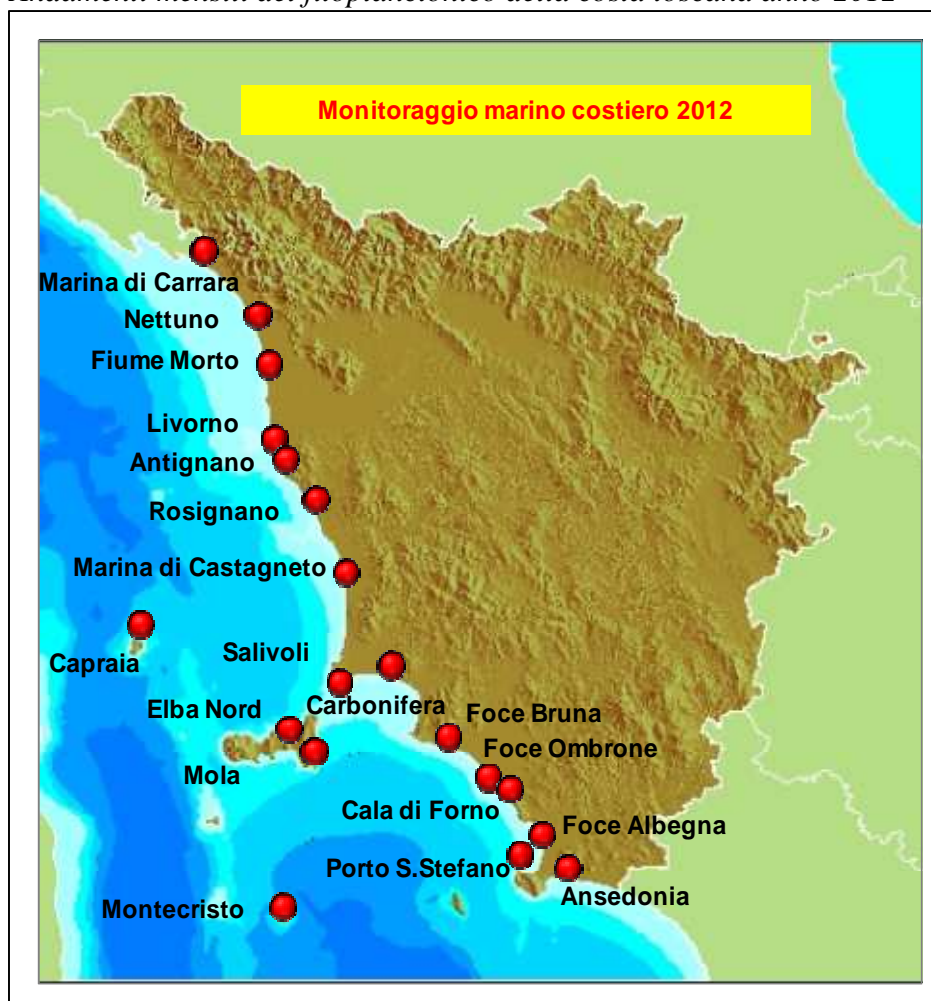 Andamenti mensili del fitoplanctonico della costa toscana anno 2012
Monitoraggio marino costiero 2012
Marina di Carrara
Nettuno
Fiume Morto
Livorno
Antignano
Rosignano
Marina di Castagneto
Capraia
Salivoli
Carbonifera
Elba Nord
Foce Bruna
Foce Ombrone
Mola
Cala di Forno
Foce Albegna
Porto S.Stefano
Ansedonia
Montecristo